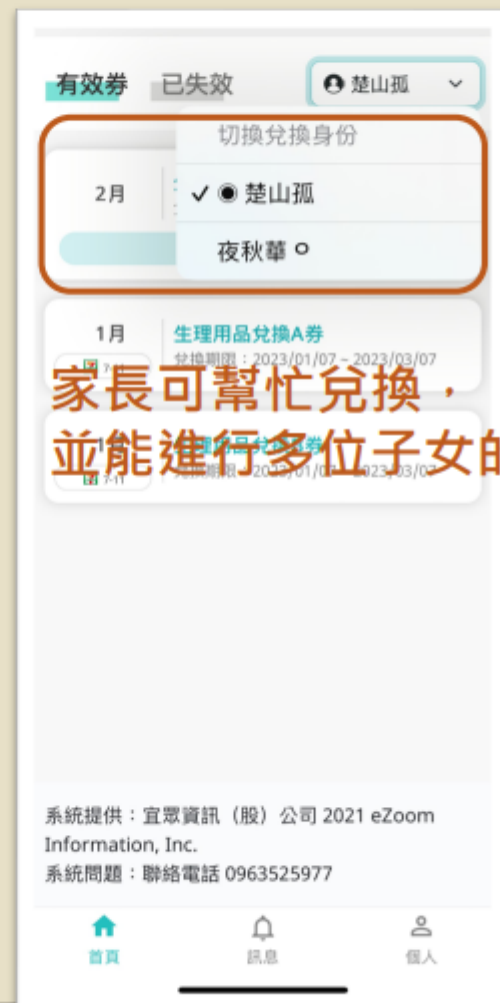 有效券 已失效 楚山孤
切換兌換身份
2月
楚山孤
夜秋華
1月 生理用品兌換A券
兌換期限：2023/01/07 ~ 2023/03/07
家長可幫忙兌換，
並能進行多位子女的
7-11
系統提供：宜眾資訊（股）公司 2021 eZoom
Information, Inc.
系統問題：聯絡電話 0963525977
首頁 訊息 個人